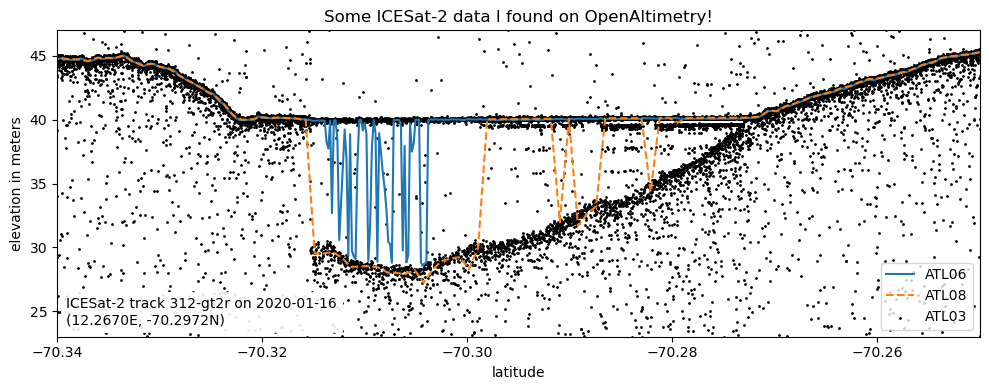 Some ICESat-2 data I found on OpenAltimetry!
elevation in meters
45
40
35
30
25
ICESat-2 track 312-gt2r on 2020-01-16
(12.2670E, -70.2972N)
ATL06
ATL08
ATL03
−70.34
−70.32
−70.30
−70.28
−70.26
latitude